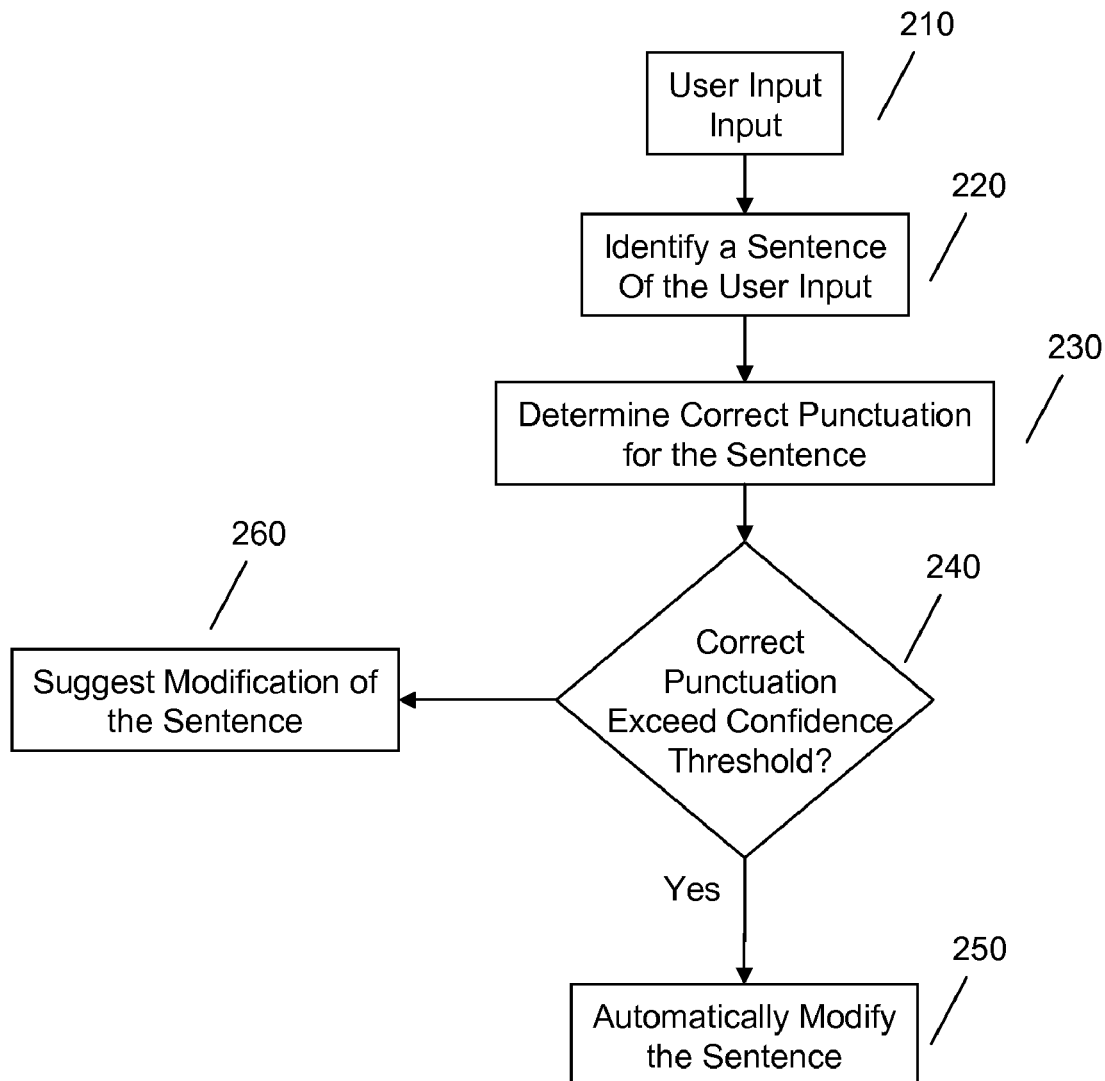 210
User Input
Input
220
Identify a Sentence
Of the User Input
230
Determine Correct Punctuation
for the Sentence
260
240
Correct
Punctuation
Exceed Confidence
Threshold?
Suggest Modification of
the Sentence
Yes
250
Automatically Modify
the Sentence